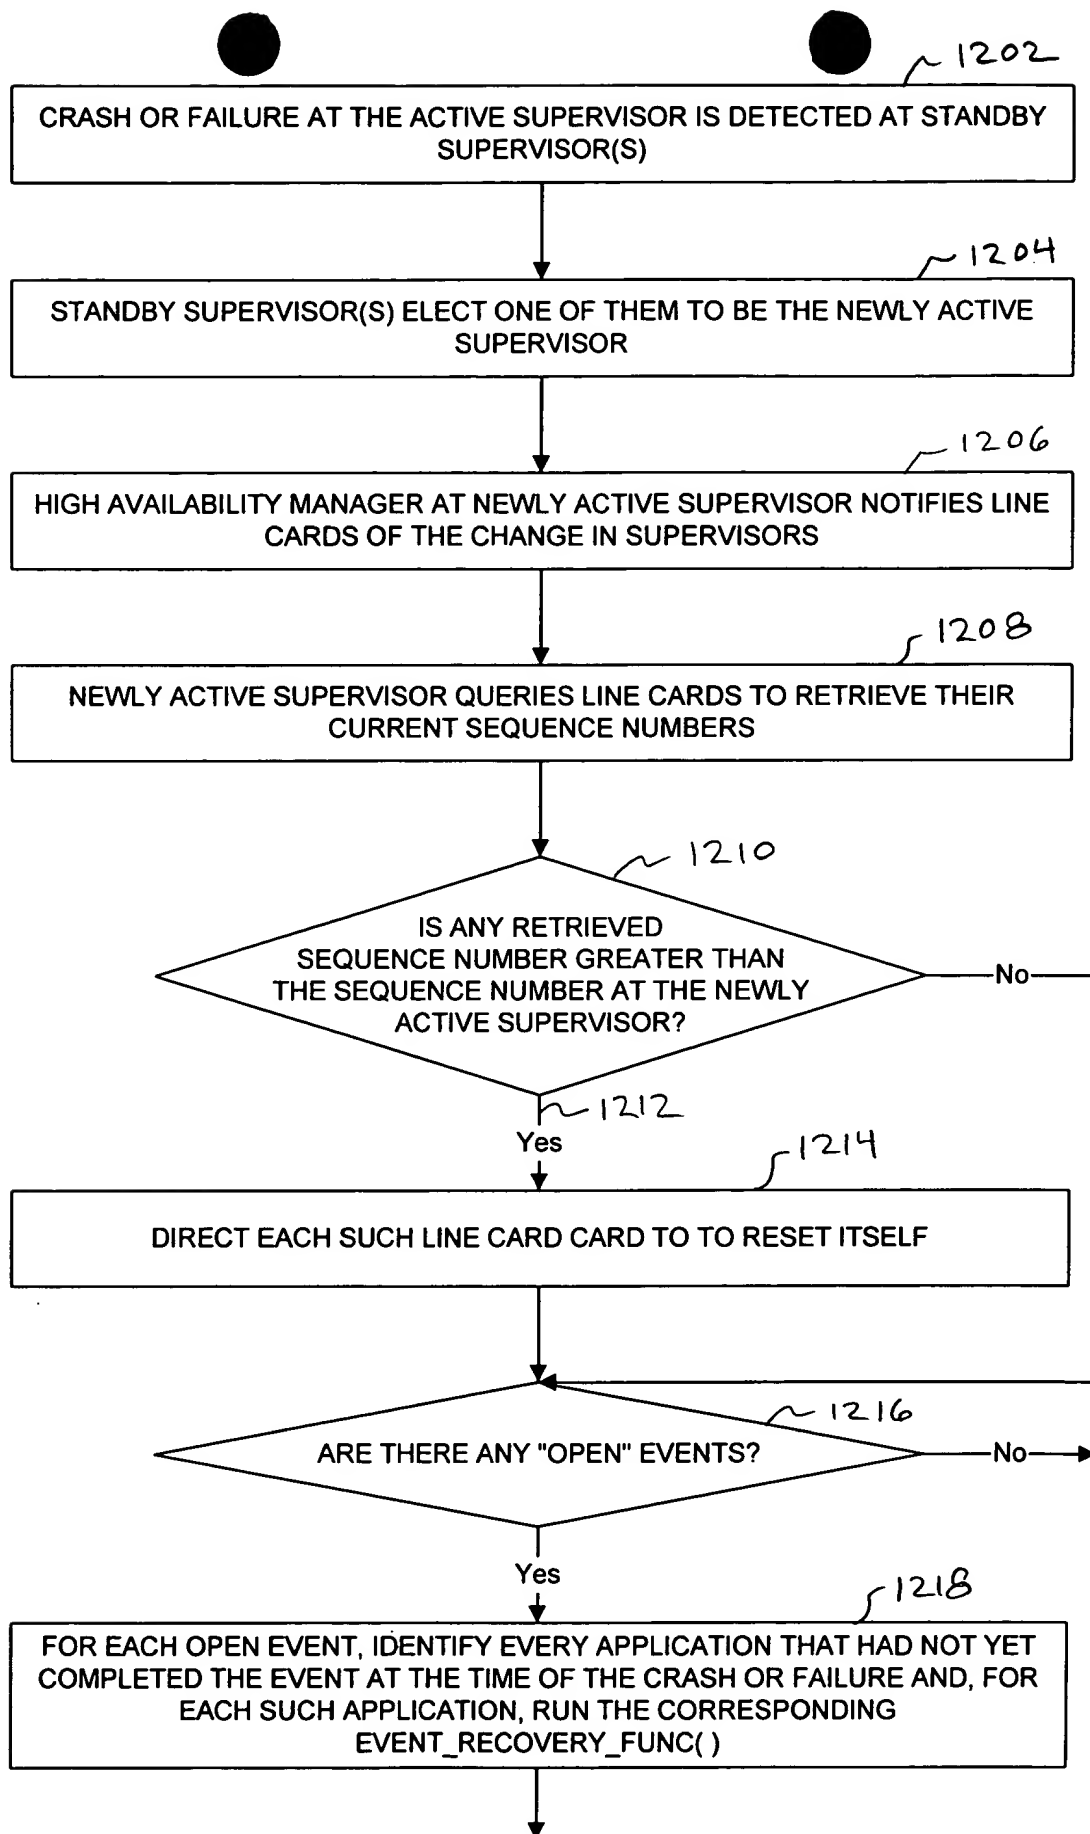 1202
CRASH OR FAILURE AT THE ACTIVE SUPERVISOR IS DETECTED AT STANDBY
SUPERVISOR(S)
1204
STANDBY SUPERVISOR(S) ELECT ONE OF THEM TO BE THE NEWLY ACTIVE
SUPERVISOR
1206
HIGH AVAILABILITY MANAGER AT NEWLY ACTIVE SUPERVISOR NOTIFIES LINE
CARDS OF THE CHANGE IN SUPERVISORS
1208
NEWLY ACTIVE SUPERVISOR QUERIES LINE CARDS TO RETRIEVE THEIR
CURRENT SEQUENCE NUMBERS
1210
IS ANY RETRIEVED
SEQUENCE NUMBER GREATER THAN
THE SEQUENCE NUMBER AT THE NEWLY
ACTIVE SUPERVISOR?
No
1212
Yes
1214
DIRECT EACH SUCH LINE CARD CARD TO TO RESET ITSELF
1216
ARE THERE ANY "OPEN" EVENTS?
No
Yes
1218
FOR EACH OPEN EVENT, IDENTIFY EVERY APPLICATION THAT HAD NOT YET
COMPLETED THE EVENT AT THE TIME OF THE CRASH OR FAILURE AND, FOR
EACH SUCH APPLICATION, RUN THE CORRESPONDING
EVENT_RECOVERY_FUNC( )